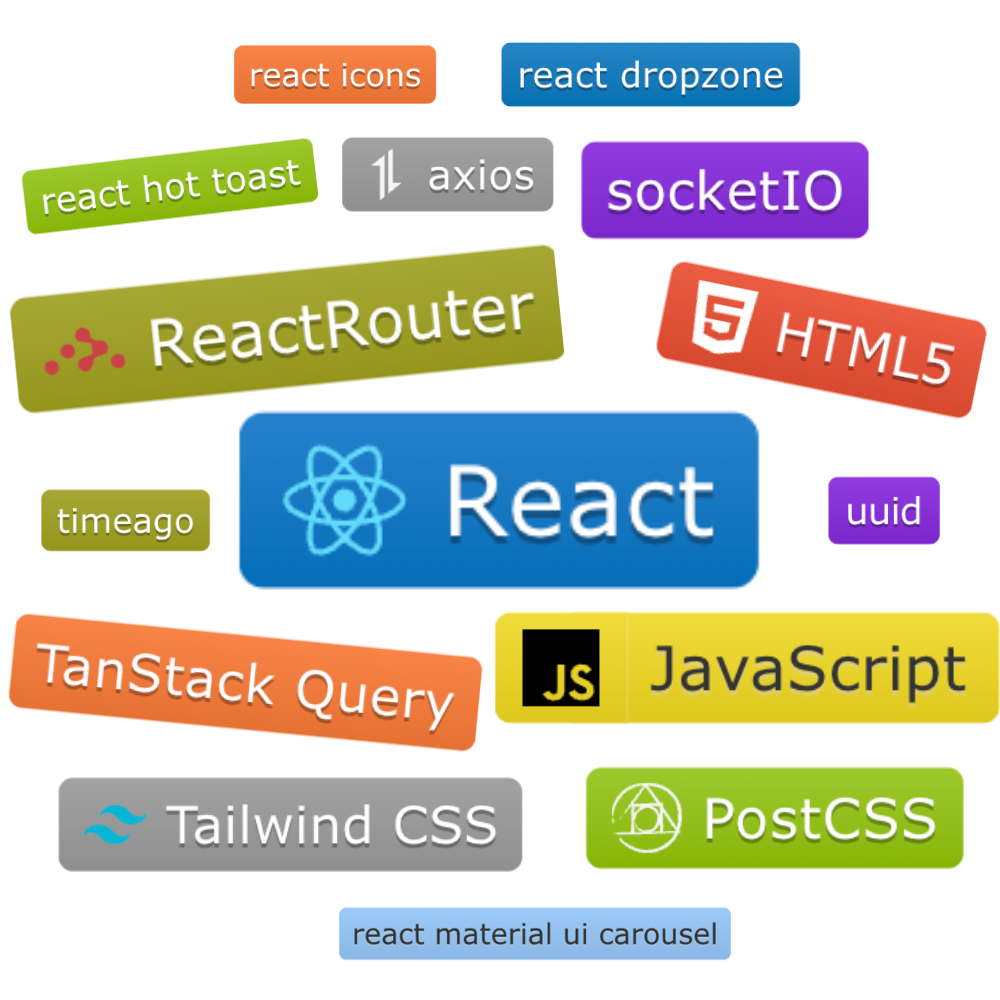 react icons
react dropzone
react hot toast
axios
socketIO
ReactRouter
5
HTML5
React
timeago
uuid
TanStack Query
JS
JavaScript
Tailwind CSS
PostCSS
react material ui carousel